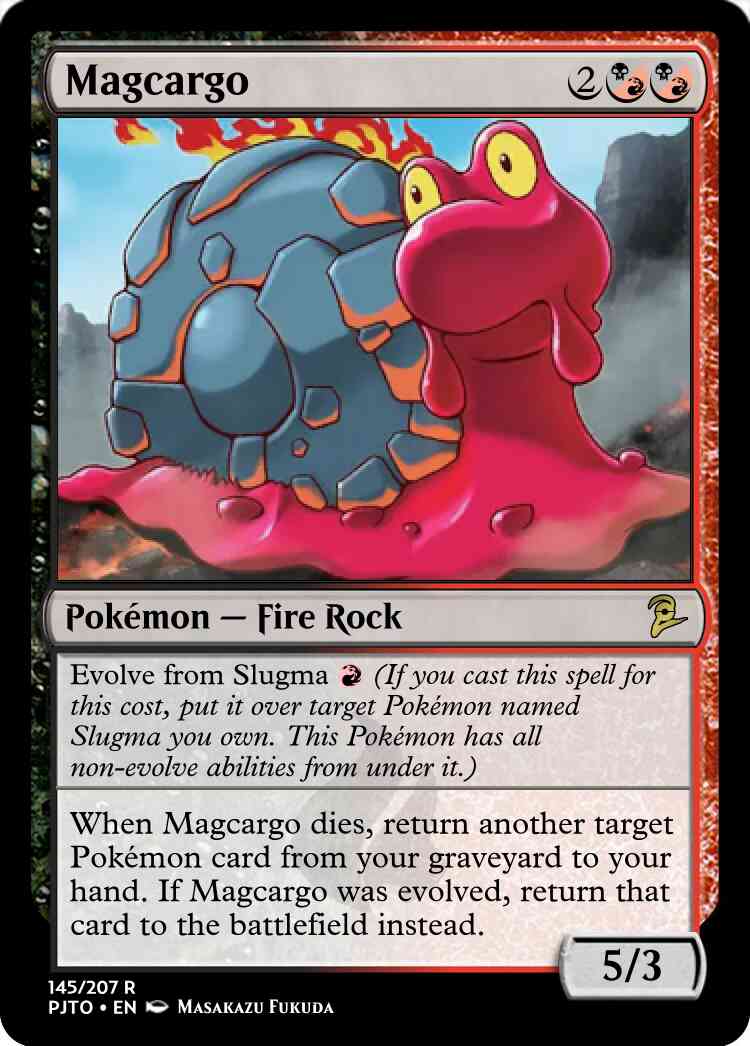 Magcargo 2
Pokémon — Fire Rock
Evolve from Slugma (If you cast this spell for
this cost, put it over target Pokémon named
Slugma you own. This Pokémon has all
non-evolve abilities from under it.)
When Magcargo dies, return another target
Pokémon card from your graveyard to your
hand. If Magcargo was evolved, return that
card to the battlefield instead.
5/3
145/207 R
PJTO • EN MASAKAZU FUKUDA